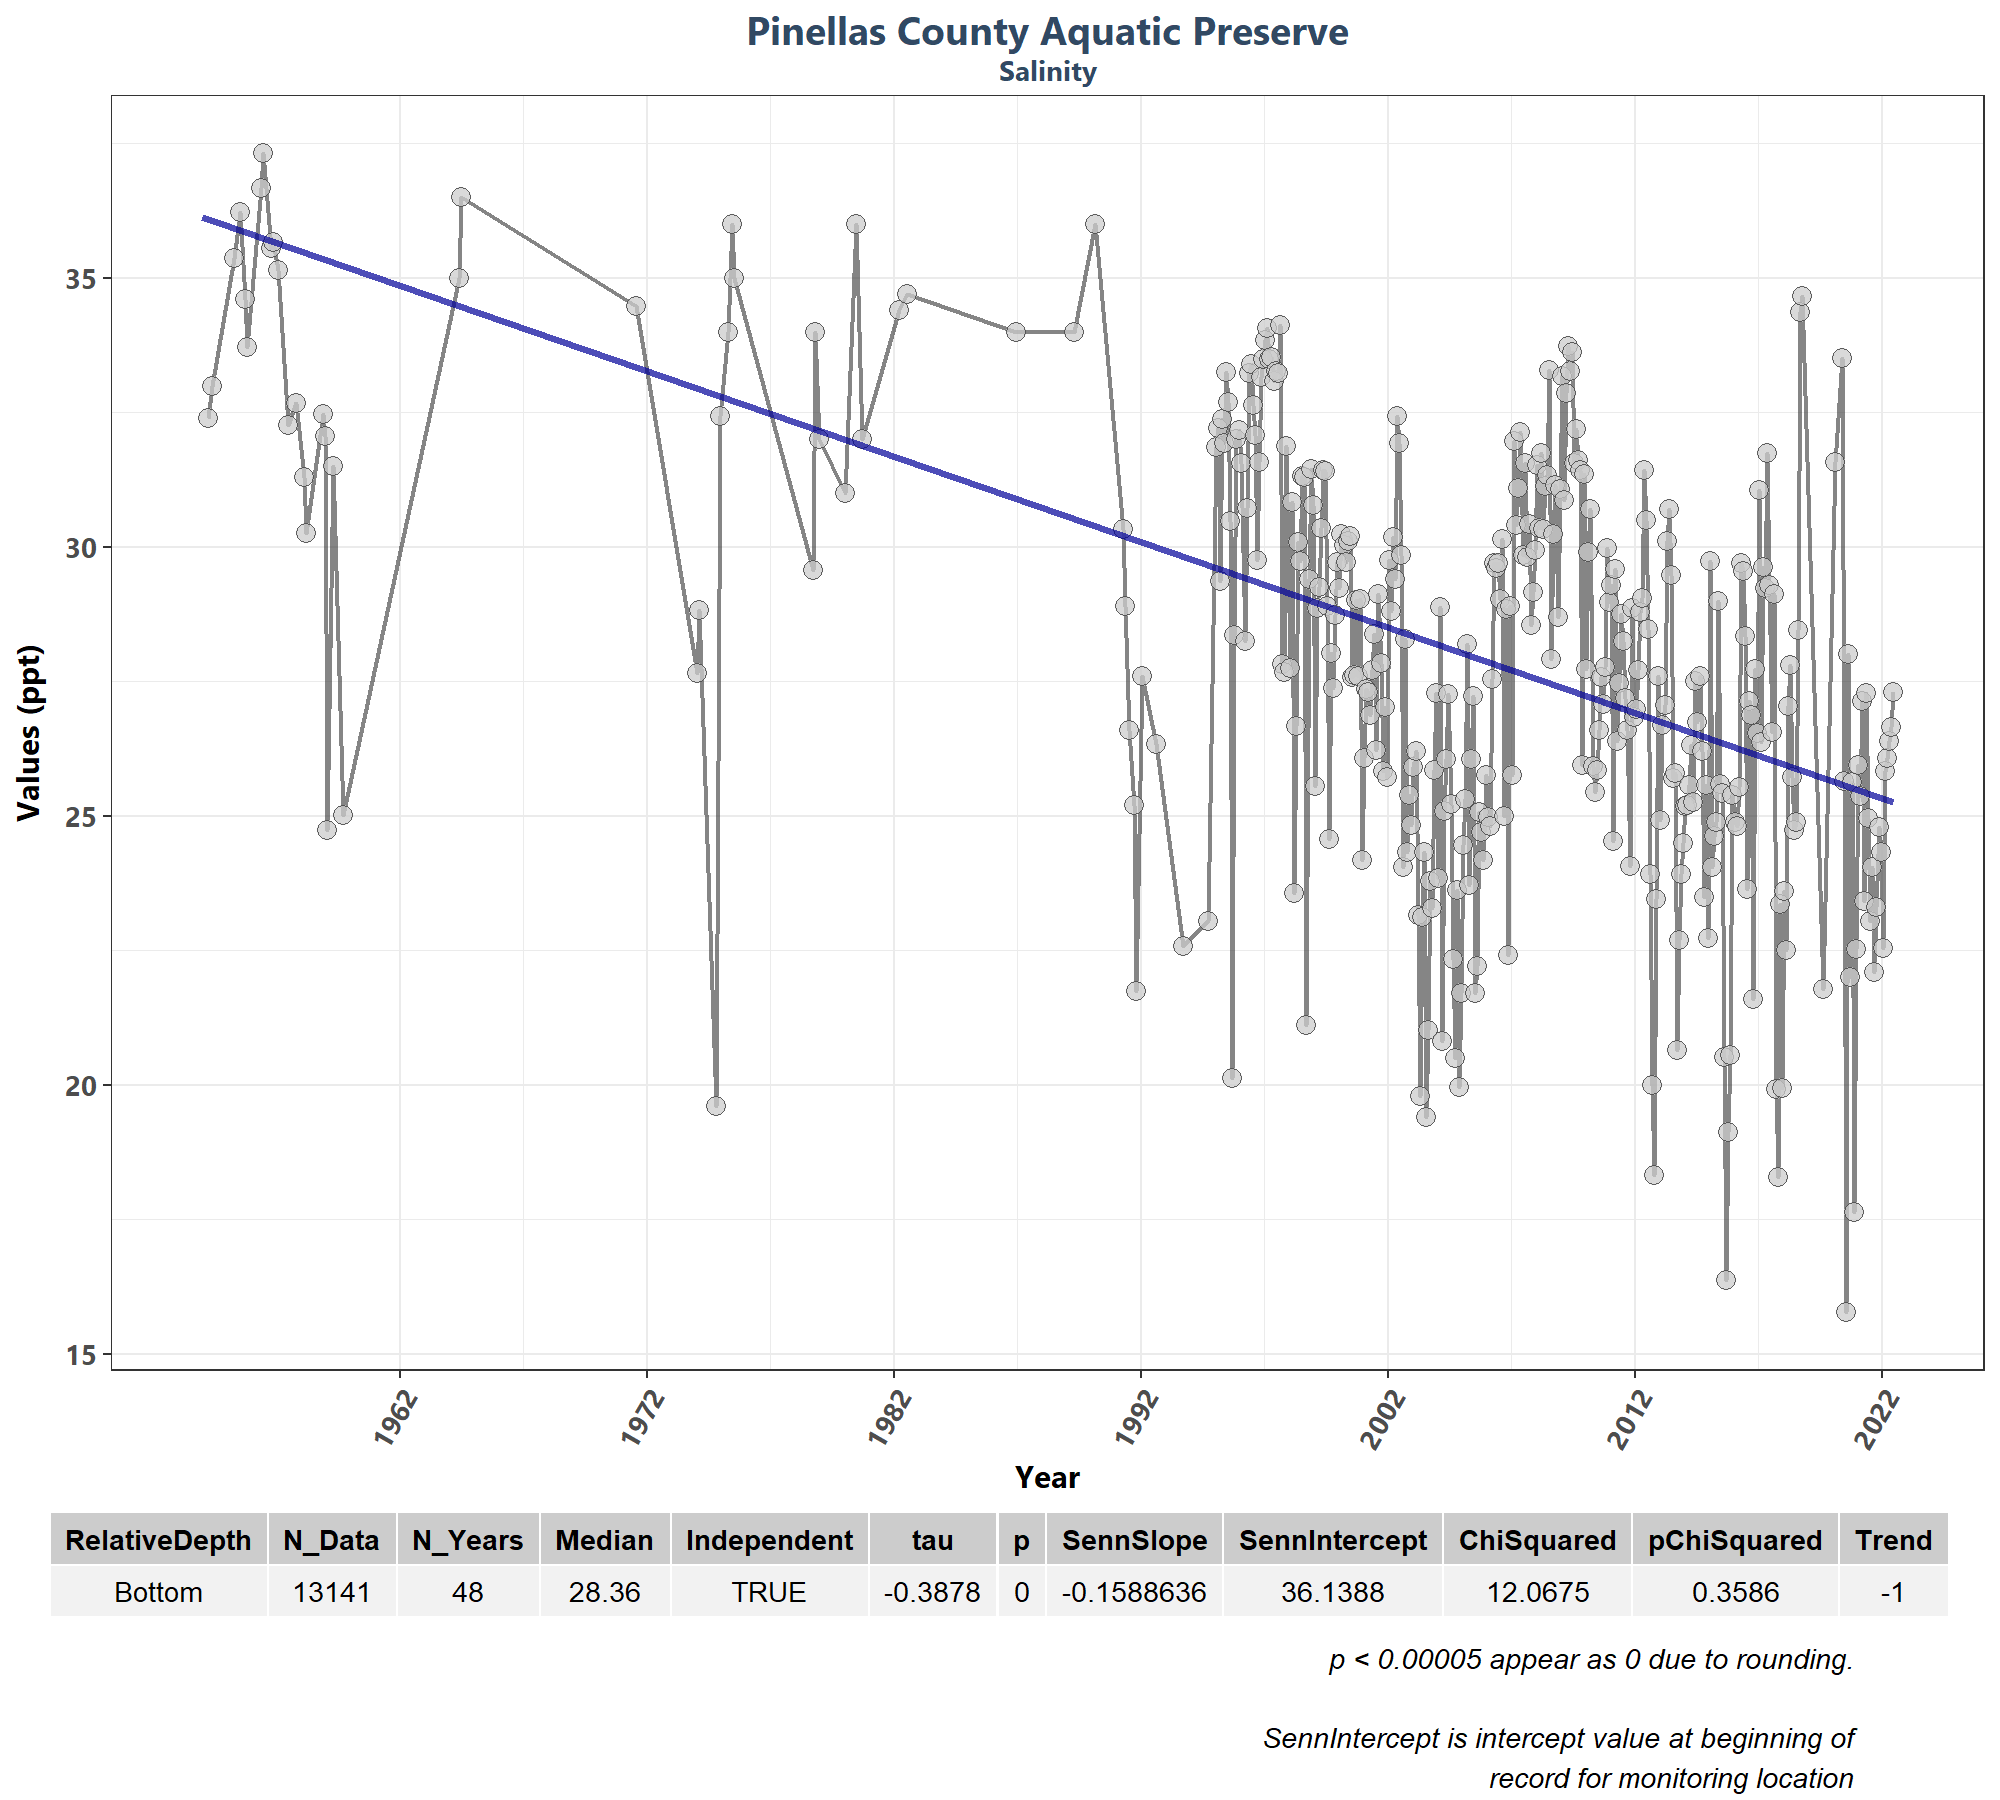 Pinellas County Aquatic Preserve
Salinity
Values (ppt)
35
30
25
20
15
1962 1972 1982 1992 2002 2012 2022
Year
RelativeDepth N_Data N_Years Median Independent tau p SennSlope SennIntercept ChiSquared pChiSquared Trend
Bottom 13141 48 28.36 TRUE -0.3878 0 -0.1588636 36.1388 12.0675 0.3586 -1
p < 0.00005 appear as 0 due to rounding.
SennIntercept is intercept value at beginning of
record for monitoring location